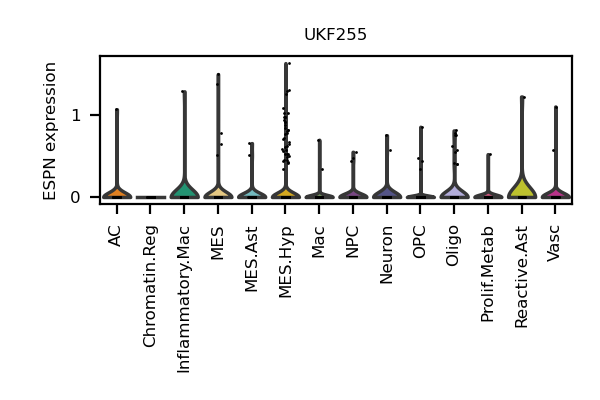 UKF255
ESPN expression
1
0
AC
Chromatin.Reg
Inflammatory.Mac
MES
MES.Ast
MES.Hyp
Mac
NPC
Neuron
OPC
Oligo
Prolif.Metab
Reactive.Ast
Vasc